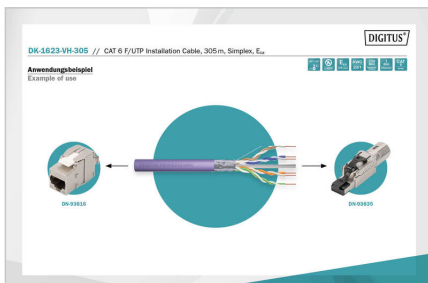 DIGITUS®
DK-1623-VH-305 // CAT 6 F/UTP Installation Cable, 305 m, Simplex, Eca
Anwendungsbeispiel
Example of use
DN-93616
DN-93635